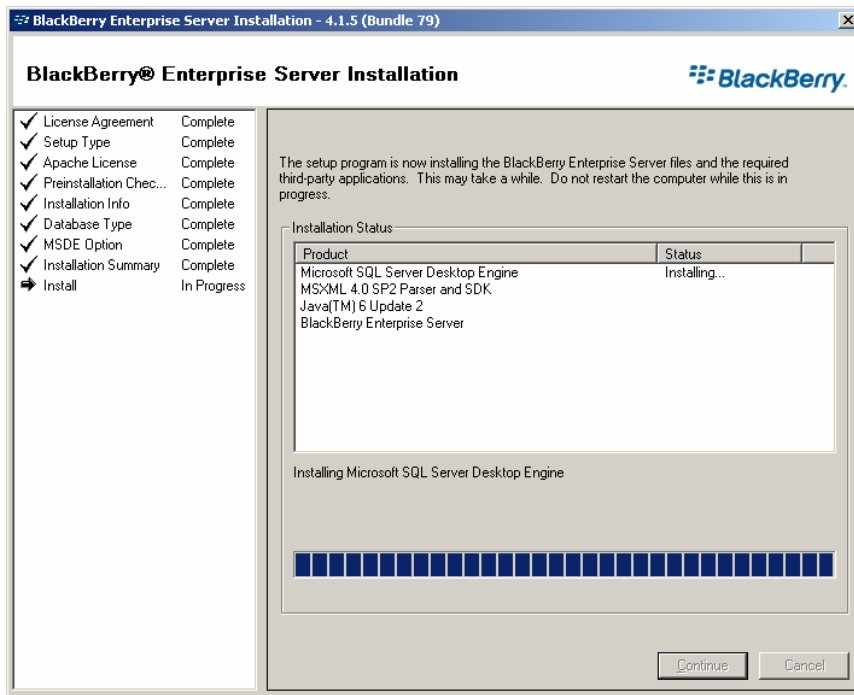 BlackBerry Enterprise Server Installation - 4.1.5 (Bundle 79)
BlackBerry® Enterprise Server Installation
BlackBerry.
License Agreement Complete
Setup Type Complete
Apache License Complete
Preinstallation Chec... Complete
Installation Info Complete
Database Type Complete
MSDE Option Complete
Installation Summary Complete
Install In Progress
The setup program is now installing the BlackBerry Enterprise Server files and the required
third-party applications. This may take a while. Do not restart the computer while this is in
progress.
Installation Status
Product Status
Microsoft SQL Server Desktop Engine Installing...
MSXML 4.0 SP2 Parser and SDK
Java(TM) 6 Update 2
BlackBerry Enterprise Server
Installing Microsoft SQL Server Desktop Engine
Continue Cancel